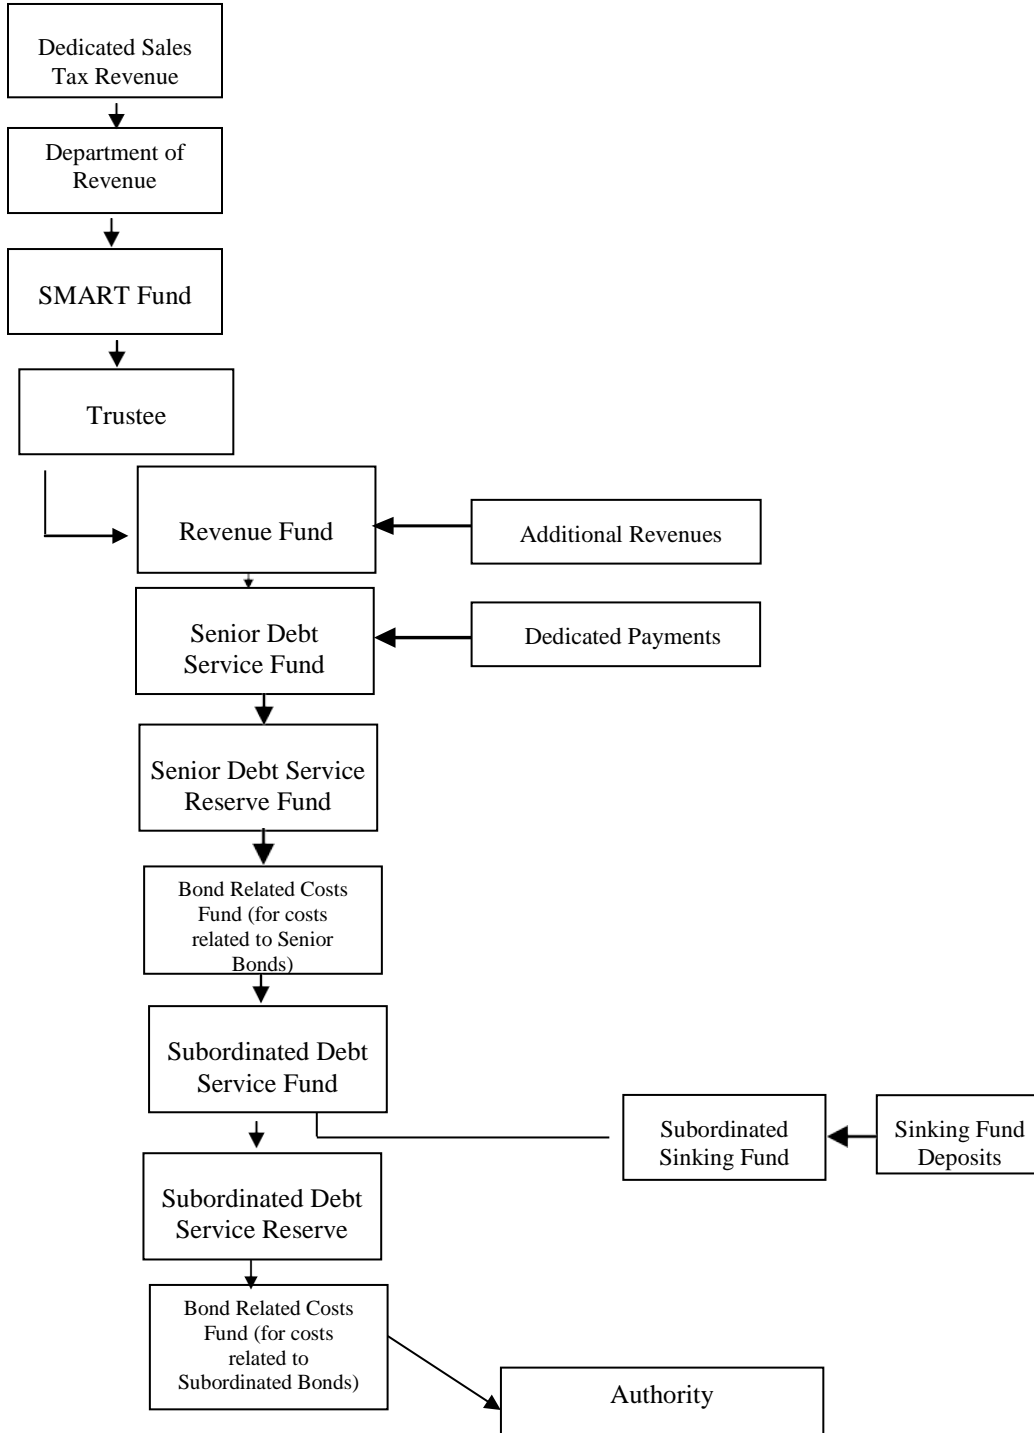 Dedicated Sales
Tax Revenue
Department of
Revenue
SMART Fund
Trustee
Revenue Fund
Additional Revenues
Senior Debt
Service Fund
Dedicated Payments
Senior Debt Service
Reserve Fund
Bond Related Costs
Fund (for costs
related to Senior
Bonds)
Subordinated Debt
Service Fund
Subordinated
Sinking Fund
Sinking Fund
Deposits
Subordinated Debt
Service Reserve
Bond Related Costs
Fund (for costs
related to
Subordinated Bonds)
Authority